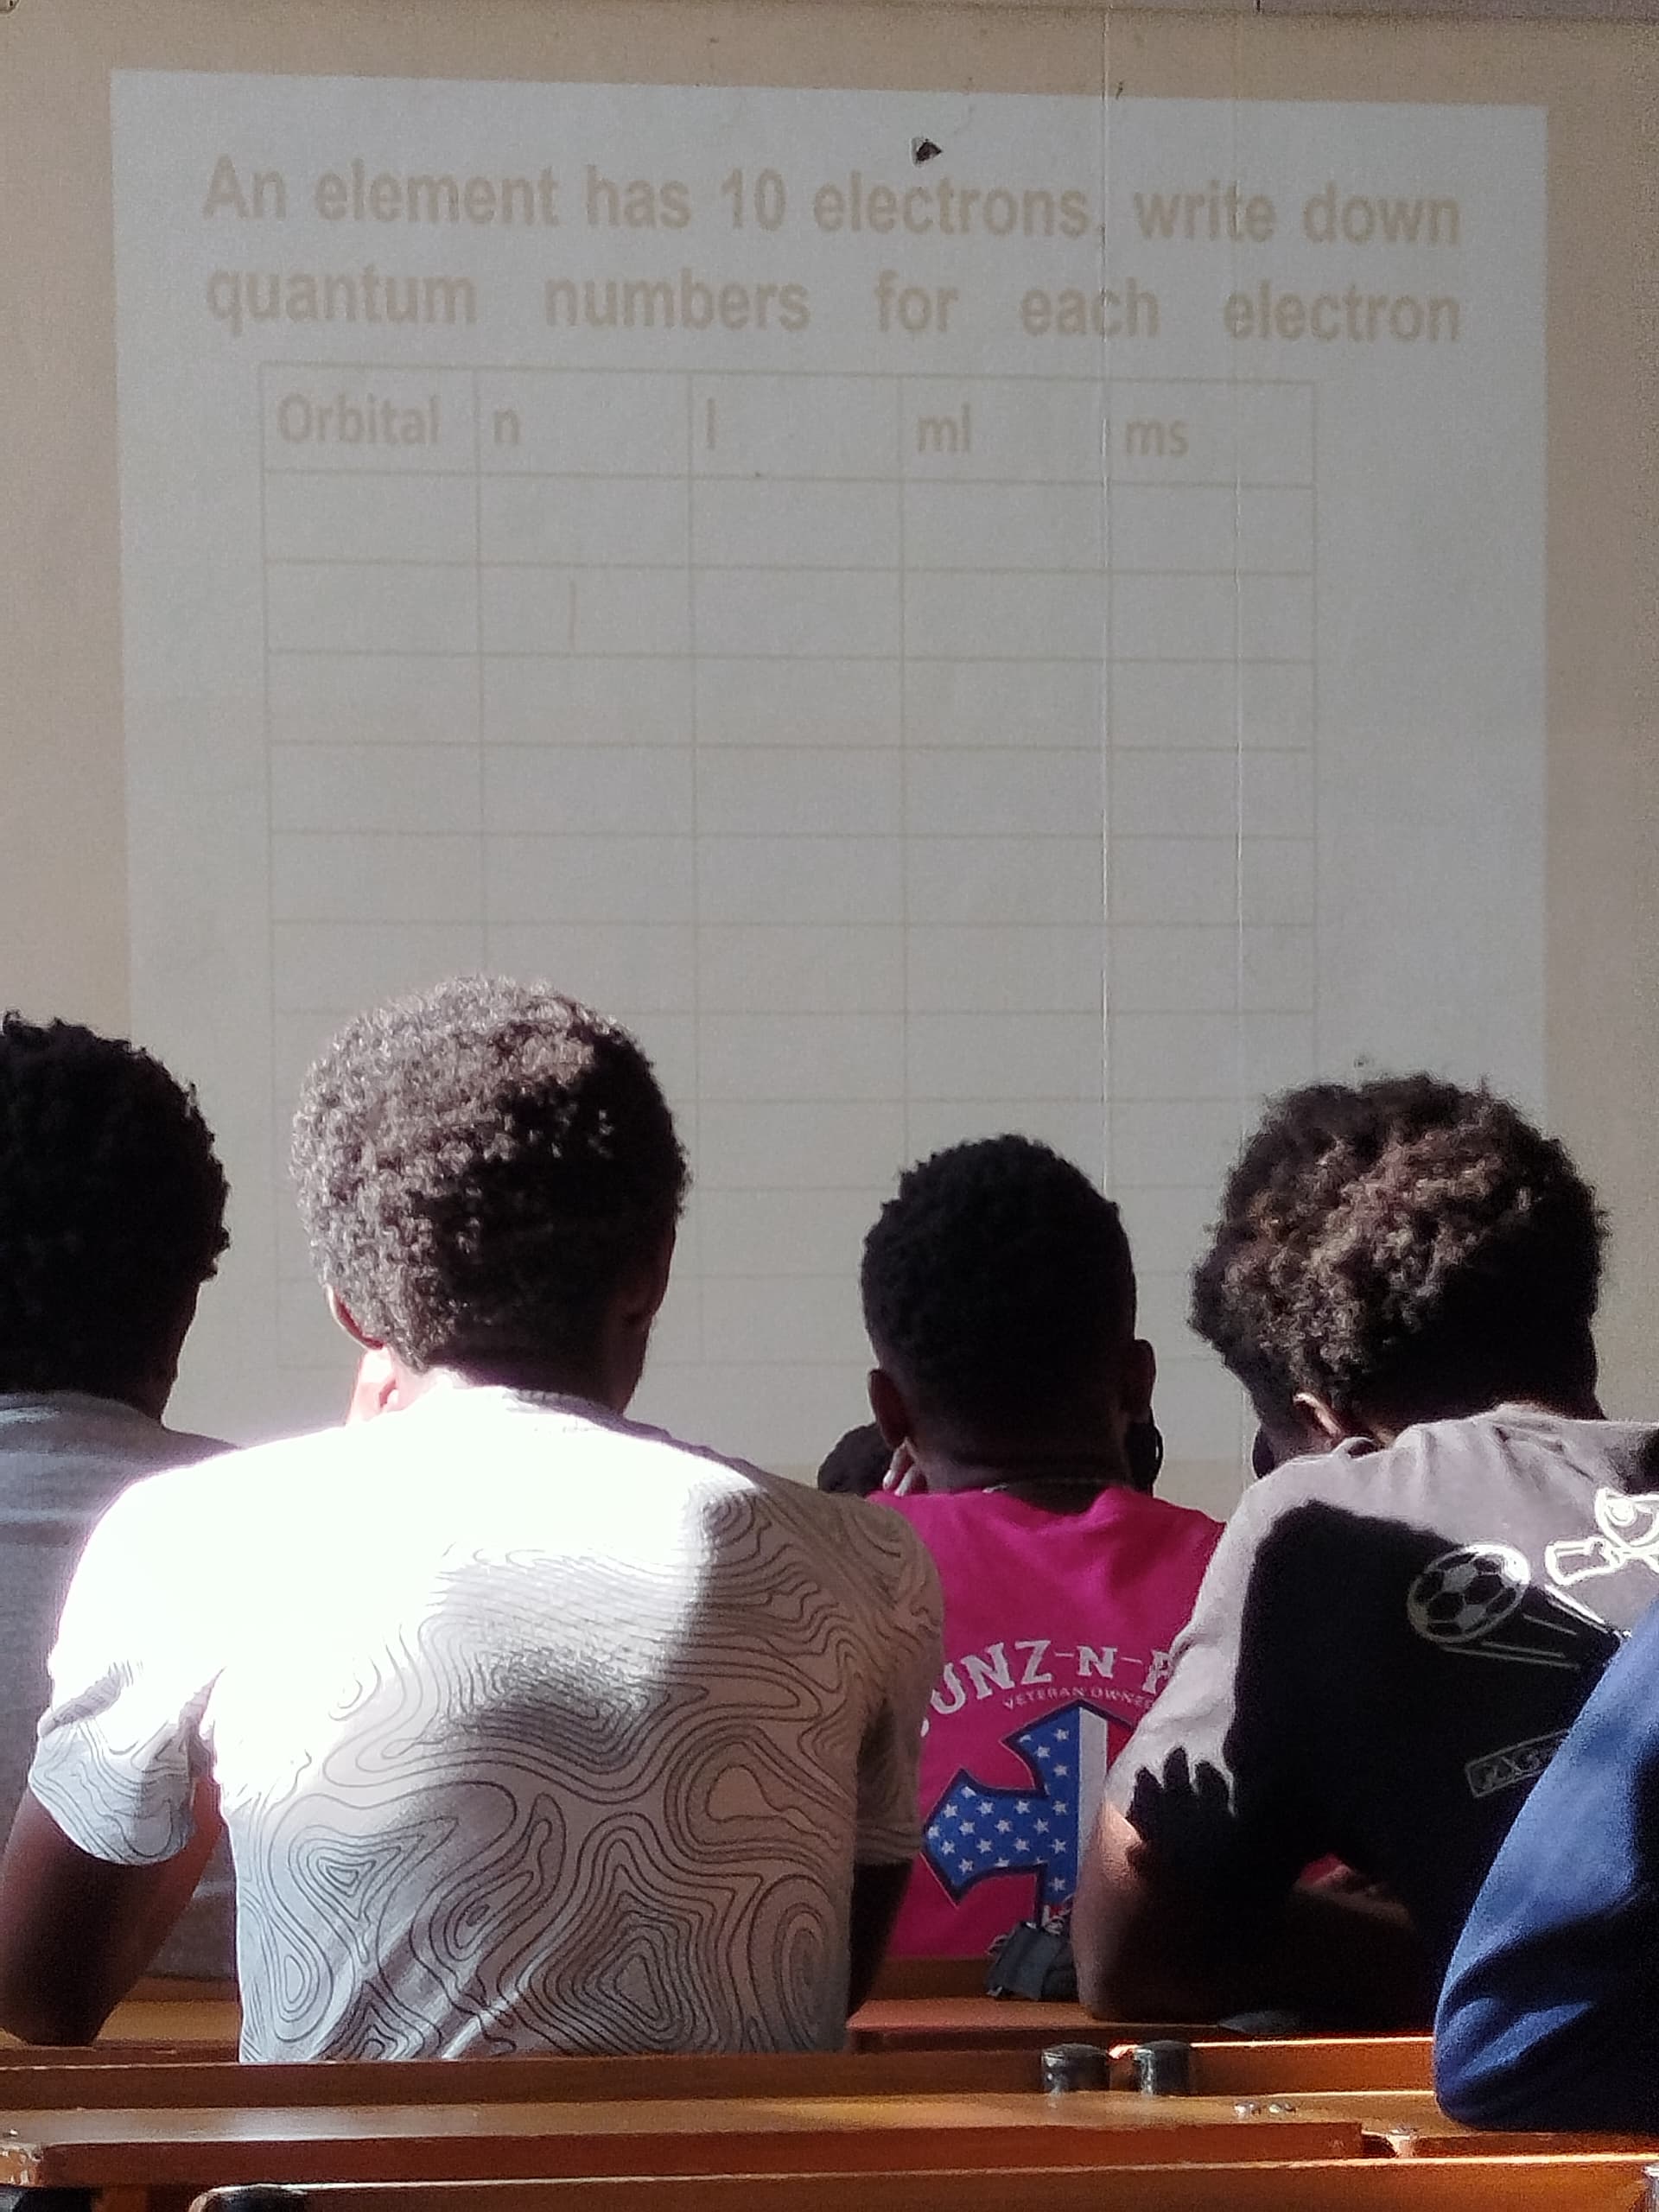 An element has 10 electrons, write down
quantum numbers for each electron
Orbital n l ml ms
UNZ-N-
VETERAN OWNED